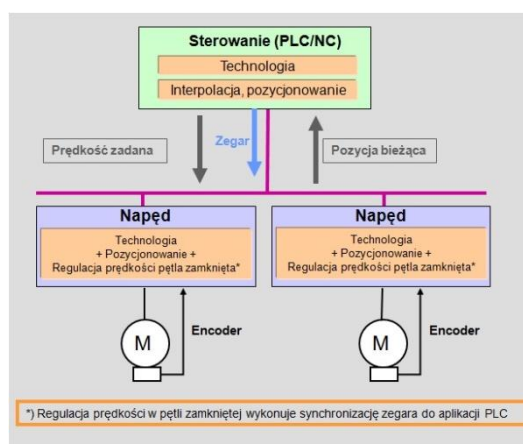 Sterowanie (PLC/NC)
Technologia
Interpolacja, pozycjonowanie
Prędkość zadana
Zegar
Pozycja bieżąca
Napęd
Technologia
+ Pozycjonowanie +
Regulacja prędkości pętla zamknięta*
Napęd
Technologia
+ Pozycjonowanie +
Regulacja prędkości pętla zamknięta*
M
Encoder
M
Encoder
*) Regulacja prędkości w pętli zamkniętej wykonuje synchronizację zegara do aplikacji PLC